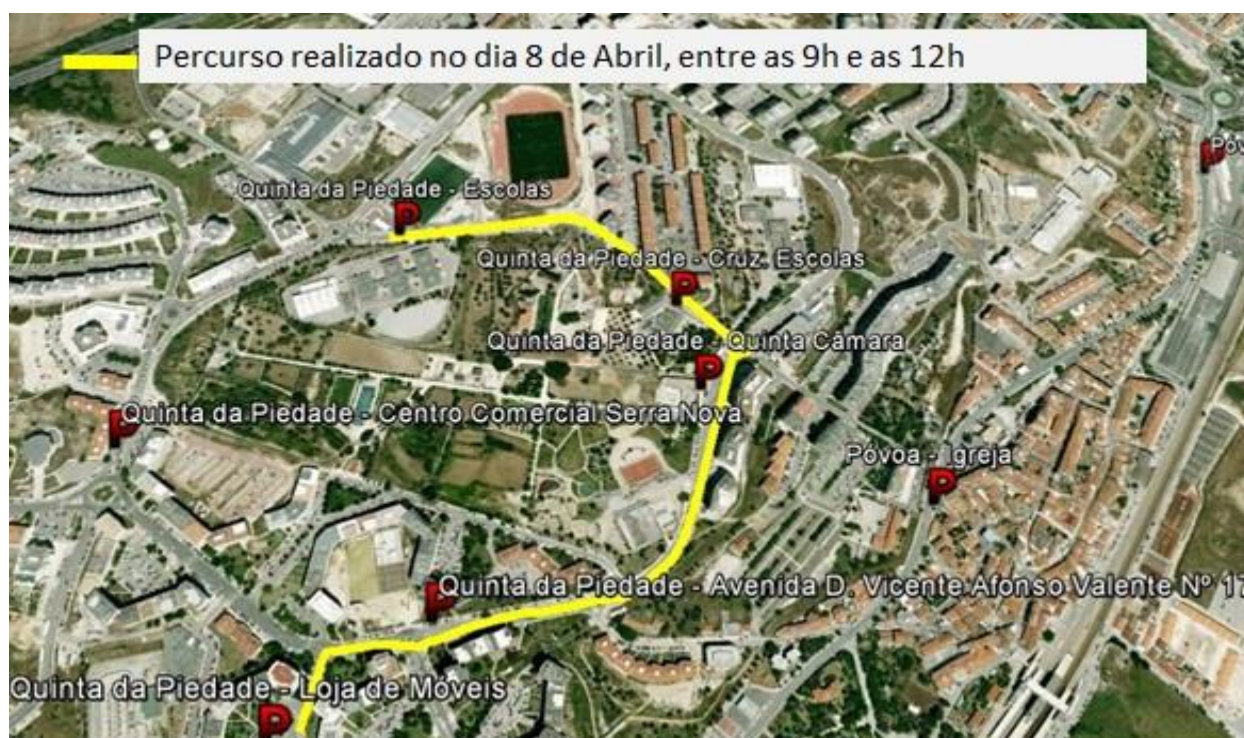 Percurso realizado no dia 8 de Abril, entre as 9h e as 12h
Póv
Quinta da Piedade - Escolas
P
Quinta da Piedade - Cruz. Escolas
P
Quinta da Piedade - Quinta Câmara
P
Quinta da Piedade - Centro Comercial Serra Nova
P
Póvoa - Igreja
P
Quinta da Piedade - Avenida D. Vicente Afonso Valente Nº 17
P
Quinta da Piedade - Loja de Móveis
P